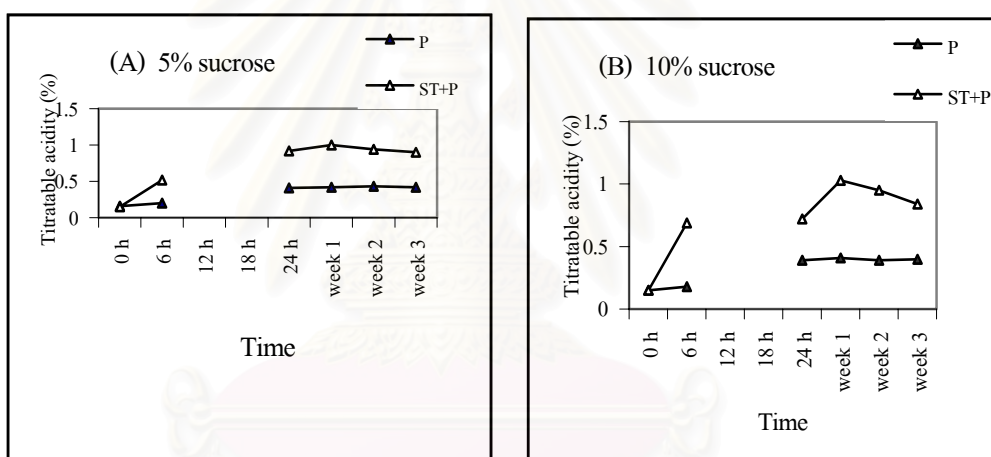 (A) 5% sucrose
P
ST+P
Titratable acidity (%)
1.5
1
0.5
0
0 h
6 h
12 h
18 h
24 h
week 1
week 2
week 3
Time
(B) 10% sucrose
P
ST+P
Titratable acidity (%)
1.5
1
0.5
0
0 h
6 h
12 h
18 h
24 h
week 1
week 2
week 3
Time